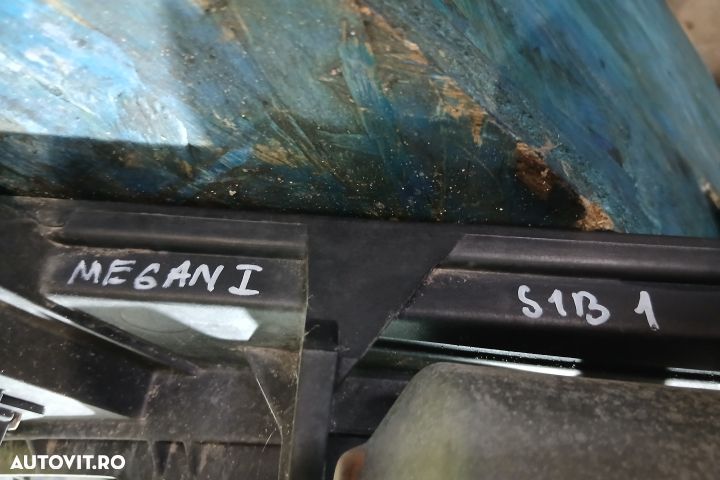 MEGAN I
S1B 1
AUTOVIT.RO